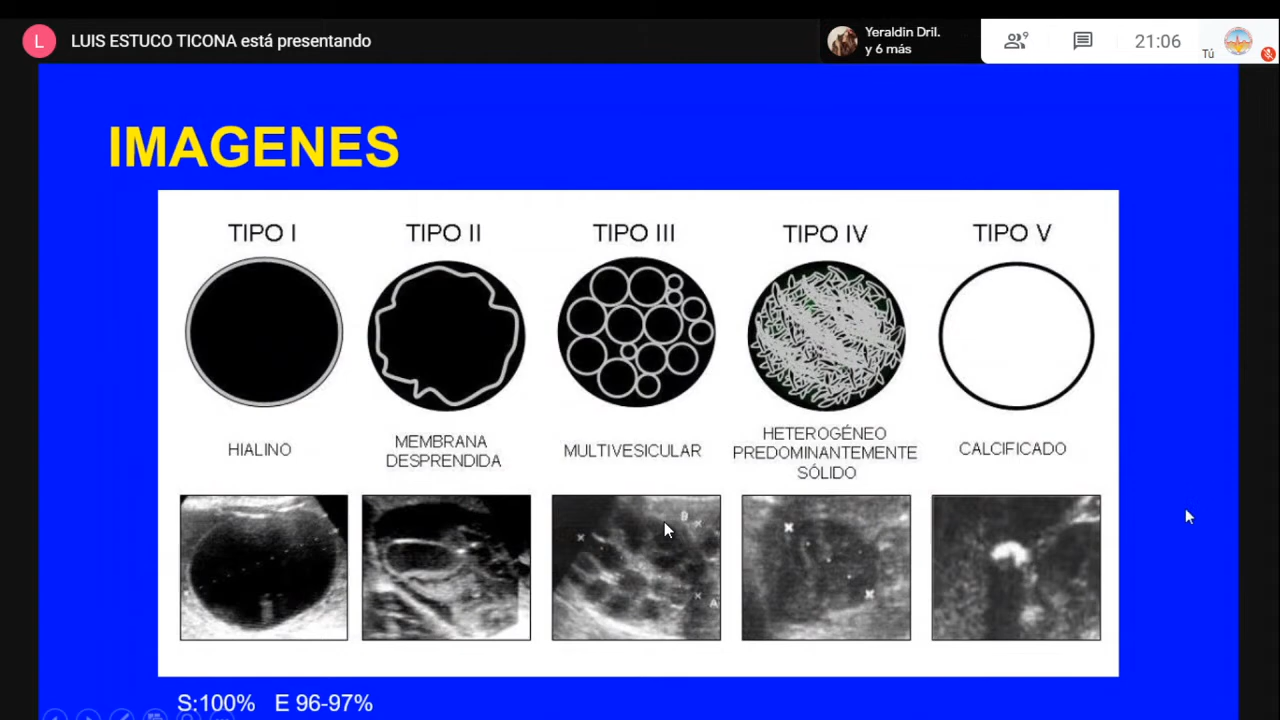 L
LUIS ESTUCO TICONA está presentando
Yeraldin Dril.
y 6 más
9
21:06
Tú
IMAGENES
TIPO I
TIPO II
TIPO III
TIPO IV
TIPO V
HIALINO
MEMBRANA
DESPRENDIDA
MULTIVESICULAR
HETEROGÉNEO
PREDOMINANTEMENTE
SÓLIDO
CALCIFICADO
B
A
S:100% E 96-97%